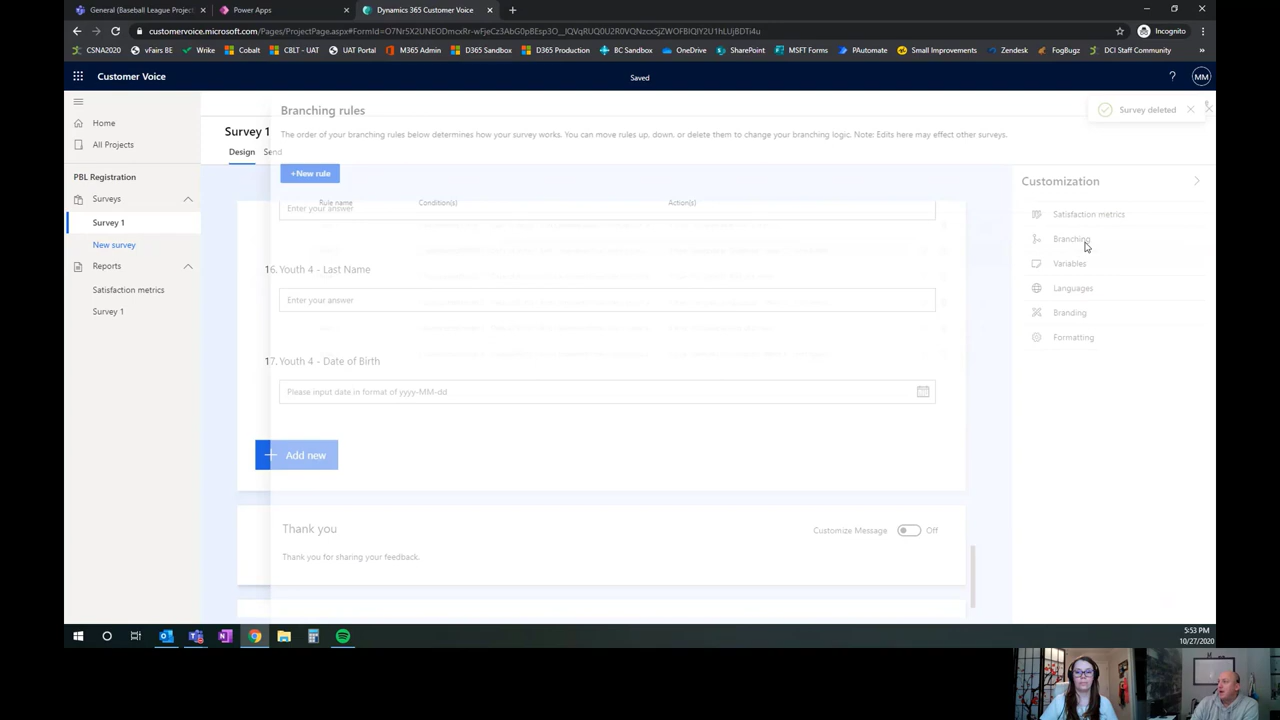 General (Baseball League Project
Power Apps
Dynamics 365 Customer Voice
customervoice.microsoft.com/Pages/ProjectPage.aspx#FormId=
Incognito
CSNA2020
vFairs BE
Wrike
Cobalt
CBLT - UAT
UAT Portal
M365 Admin
D365 Sandbox
D365 Production
BC Sandbox
OneDrive
SharePoint
MSFT Forms
PAutomate
Small Improvements
Zendesk
FogBugz
DCI Staff Community
Customer Voice
Saved
?
MM
Home
All Projects
PBL Registration
Surveys
Survey 1
New survey
Reports
Satisfaction metrics
Survey 1
Survey 1
Design
Send
Branching rules
The order of your branching rules below determines how your survey works. You can move rules up, down, or delete them to change your branching logic. Note: Edits here may effect other surveys.
+New rule
Rule name
Condition(s)
Action(s)
Enter your answer
16. Youth 4 - Last Name
Enter your answer
17. Youth 4 - Date of Birth
Please input date in format of yyyy-MM-dd
+ Add new
Thank you
Customize Message
Off
Thank you for sharing your feedback.
Survey deleted
Customization
Satisfaction metrics
Branching
Variables
Languages
Branding
Formatting
5:53 PM
10/27/2020